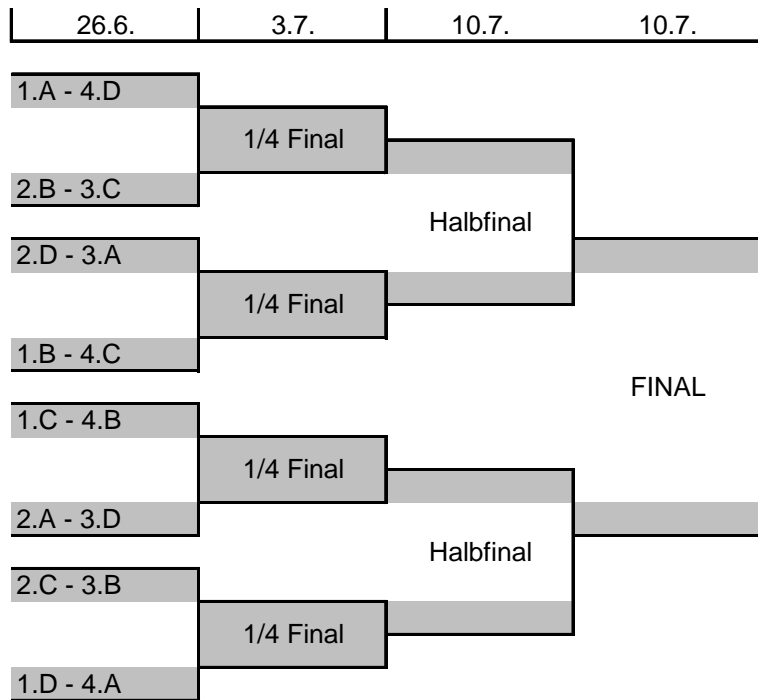 26.6. 3.7. 10.7. 10.7.
1.A - 4.D
1/4 Final
2.B - 3.C
Halbfinal
2.D - 3.A
1/4 Final
1.B - 4.C
FINAL
1.C - 4.B
1/4 Final
2.A - 3.D
Halbfinal
2.C - 3.B
1/4 Final
1.D - 4.A